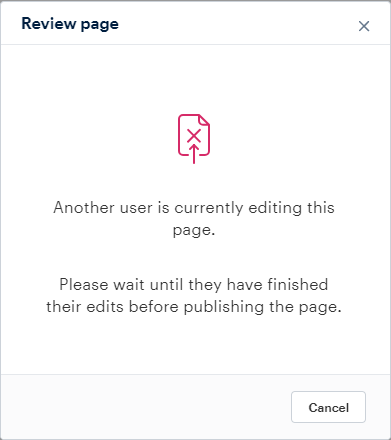 Review page
Another user is currently editing this
page.
Please wait until they have finished
their edits before publishing the page.
Cancel